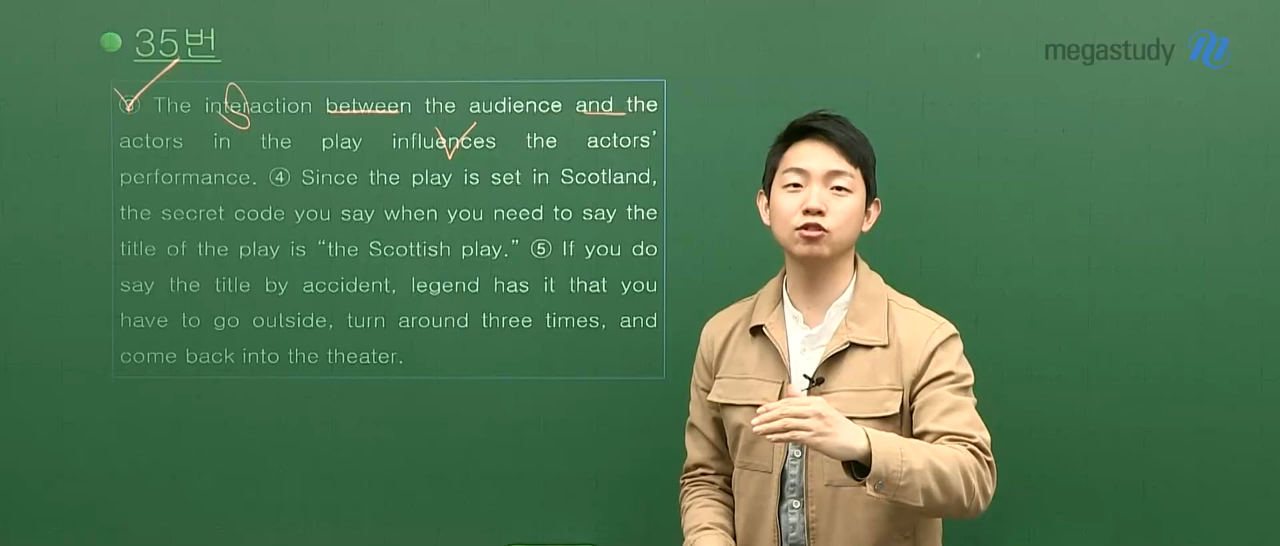 35번
megastudy
③ The interaction between the audience and the
actors in the play influences the actors’
performance. ④ Since the play is set in Scotland,
the secret code you say when you need to say the
title of the play is “the Scottish play.” ⑤ If you do
say the title by accident, legend has it that you
have to go outside, turn around three times, and
come back into the theater.